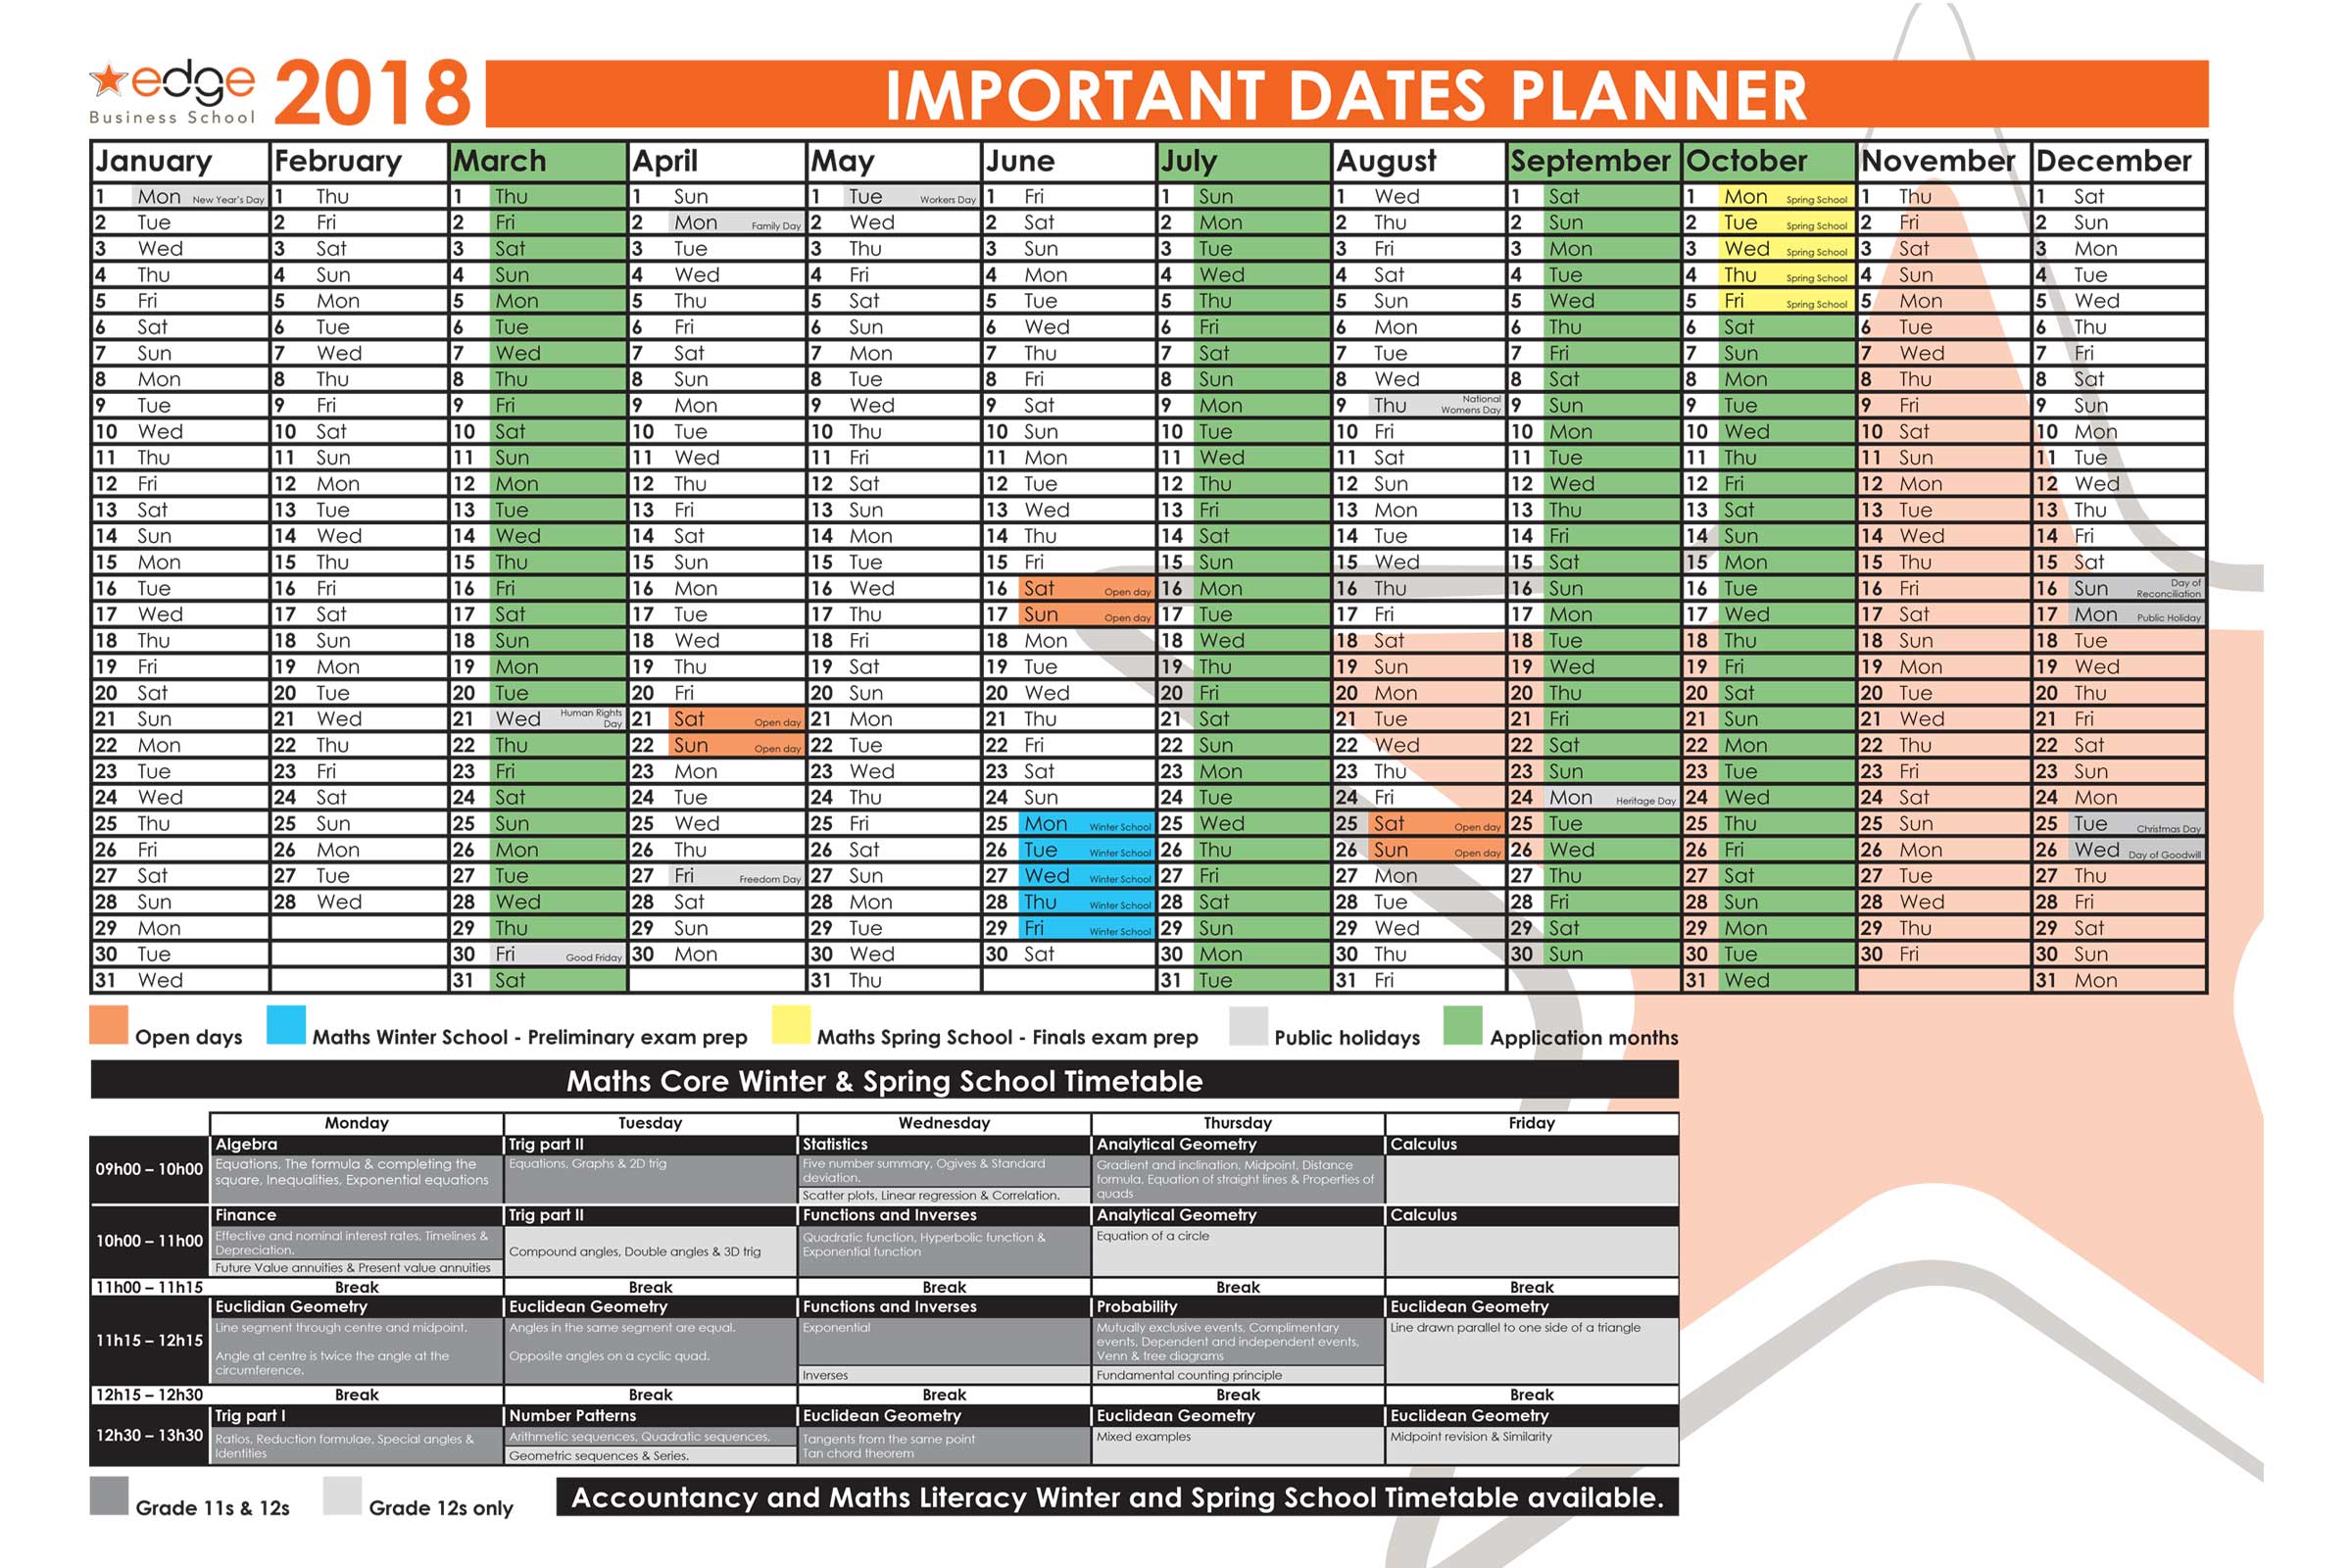 edge
Business School
2018
IMPORTANT DATES PLANNER
January February March April May June July August September October November December
1 Mon New Year's Day 1 Thu 1 Thu 1 Sun 1 Tue Workers Day 1 Fri 1 Sun 1 Wed 1 Sat 1 Mon Spring School 1 Thu 1 Sat
2 Tue 2 Fri 2 Fri 2 Mon Family Day 2 Wed 2 Sat 2 Mon 2 Thu 2 Sun 2 Tue Spring School 2 Fri 2 Sun
3 Wed 3 Sat 3 Sat 3 Tue 3 Thu 3 Sun 3 Tue 3 Fri 3 Mon 3 Wed Spring School 3 Sat 3 Mon
4 Thu 4 Sun 4 Sun 4 Wed 4 Fri 4 Mon 4 Wed 4 Sat 4 Tue 4 Thu Spring School 4 Sun 4 Tue
5 Fri 5 Mon 5 Mon 5 Thu 5 Sat 5 Tue 5 Thu 5 Sun 5 Wed 5 Fri Spring School 5 Mon 5 Wed
6 Sat 6 Tue 6 Tue 6 Fri 6 Sun 6 Wed 6 Fri 6 Mon 6 Thu 6 Sat 6 Tue 6 Thu
7 Sun 7 Wed 7 Wed 7 Sat 7 Mon 7 Thu 7 Sat 7 Tue 7 Fri 7 Sun 7 Wed 7 Fri
8 Mon 8 Thu 8 Thu 8 Sun 8 Tue 8 Fri 8 Sun 8 Wed 8 Sat 8 Mon 8 Thu 8 Sat
9 Tue 9 Fri 9 Fri 9 Mon 9 Wed 9 Sat 9 Mon 9 Thu National Womens Day 9 Sun 9 Tue 9 Fri 9 Sun
10 Wed 10 Sat 10 Sat 10 Tue 10 Thu 10 Sun 10 Tue 10 Fri 10 Mon 10 Wed 10 Sat 10 Mon
11 Thu 11 Sun 11 Sun 11 Wed 11 Fri 11 Mon 11 Wed 11 Sat 11 Tue 11 Thu 11 Sun 11 Tue
12 Fri 12 Mon 12 Mon 12 Thu 12 Sat 12 Tue 12 Thu 12 Sun 12 Wed 12 Fri 12 Mon 12 Wed
13 Sat 13 Tue 13 Tue 13 Fri 13 Sun 13 Wed 13 Fri 13 Mon 13 Thu 13 Sat 13 Tue 13 Thu
14 Sun 14 Wed 14 Wed 14 Sat 14 Mon 14 Thu 14 Sat 14 Tue 14 Fri 14 Sun 14 Wed 14 Fri
15 Mon 15 Thu 15 Thu 15 Sun 15 Tue 15 Fri 15 Sun 15 Wed 15 Sat 15 Mon 15 Thu 15 Sat
16 Tue 16 Fri 16 Fri 16 Mon 16 Wed 16 Sat Open day 16 Mon 16 Thu 16 Sun 16 Tue 16 Fri 16 Sun Day of Reconciliation
17 Wed 17 Sat 17 Sat 17 Tue 17 Thu 17 Sun Open day 17 Tue 17 Fri 17 Mon 17 Wed 17 Sat 17 Mon Public Holiday
18 Thu 18 Sun 18 Sun 18 Wed 18 Fri 18 Mon 18 Wed 18 Sat 18 Tue 18 Thu 18 Sun 18 Tue
19 Fri 19 Mon 19 Mon 19 Thu 19 Sat 19 Tue 19 Thu 19 Sun 19 Wed 19 Fri 19 Mon 19 Wed
20 Sat 20 Tue 20 Tue 20 Fri 20 Sun 20 Wed 20 Fri 20 Mon 20 Thu 20 Sat 20 Tue 20 Thu
21 Sun 21 Wed 21 Wed Human Rights Day 21 Sat Open day 21 Mon 21 Thu 21 Sat 21 Tue 21 Fri 21 Sun 21 Wed 21 Fri
22 Mon 22 Thu 22 Thu 22 Sun Open day 22 Tue 22 Fri 22 Sun 22 Wed 22 Sat 22 Mon 22 Thu 22 Sat
23 Tue 23 Fri 23 Fri 23 Mon 23 Wed 23 Sat 23 Mon 23 Thu 23 Sun 23 Tue 23 Fri 23 Sun
24 Wed 24 Sat 24 Sat 24 Tue 24 Thu 24 Sun 24 Tue 24 Fri 24 Mon Heritage Day 24 Wed 24 Sat 24 Mon
25 Thu 25 Sun 25 Sun 25 Wed 25 Fri 25 Mon Winter School 25 Wed 25 Sat Open day 25 Tue 25 Thu 25 Sun 25 Tue Christmas Day
26 Fri 26 Mon 26 Mon 26 Thu 26 Sat 26 Tue Winter School 26 Thu 26 Sun Open day 26 Wed 26 Fri 26 Mon 26 Wed Day of Goodwill
27 Sat 27 Tue 27 Tue 27 Fri Freedom Day 27 Sun 27 Wed Winter School 27 Fri 27 Mon 27 Thu 27 Sat 27 Tue 27 Thu
28 Sun 28 Wed 28 Wed 28 Sat 28 Mon 28 Thu Winter School 28 Sat 28 Tue 28 Fri 28 Sun 28 Wed 28 Fri
29 Mon 29 Thu 29 Sun 29 Tue 29 Fri Winter School 29 Sun 29 Wed 29 Sat 29 Mon 29 Thu 29 Sat
30 Tue 30 Fri Good Friday 30 Mon 30 Wed 30 Sat 30 Mon 30 Thu 30 Sun 30 Tue 30 Fri 30 Sun
31 Wed 31 Sat 31 Thu 31 Tue 31 Fri 31 Wed 31 Mon
Open days Maths Winter School - Preliminary exam prep Maths Spring School - Finals exam prep Public holidays Application months
Maths Core Winter & Spring School Timetable
Monday Tuesday Wednesday Thursday Friday
09h00 – 10h00
Algebra
Equations, The formula & completing the
square, Inequalities, Exponential equations
Trig part II
Equations, Graphs & 2D trig
Statistics
Five number summary, Ogives & Standard
deviation.
Scatter plots, Linear regression & Correlation.
Analytical Geometry
Gradient and inclination, Midpoint, Distance
formula, Equation of straight lines & Properties of
quads
Calculus
10h00 – 11h00
Finance
Effective and nominal interest rates, Timelines &
Depreciation.
Future Value annuities & Present value annuities
Trig part II
Compound angles, Double angles & 3D trig
Functions and Inverses
Quadratic function, Hyperbolic function &
Exponential function
Analytical Geometry
Equation of a circle
Calculus
11h00 – 11h15 Break Break Break Break Break
11h15 – 12h15
Euclidian Geometry
Line segment through centre and midpoint.
Angle at centre is twice the angle at the
circumference.
Euclidean Geometry
Angles in the same segment are equal.
Opposite angles on a cyclic quad.
Functions and Inverses
Exponential
Inverses
Probability
Mutually exclusive events, Complimentary
events, Dependent and independent events,
Venn & tree diagrams
Fundamental counting principle
Euclidean Geometry
Line drawn parallel to one side of a triangle
12h15 – 12h30 Break Break Break Break Break
12h30 – 13h30
Trig part I
Ratios, Reduction formulae, Special angles &
Identities
Number Patterns
Arithmetic sequences, Quadratic sequences,
Geometric sequences & Series.
Euclidean Geometry
Tangents from the same point
Tan chord theorem
Euclidean Geometry
Mixed examples
Euclidean Geometry
Midpoint revision & Similarity
Grade 11s & 12s Grade 12s only
Accountancy and Maths Literacy Winter and Spring School Timetable available.